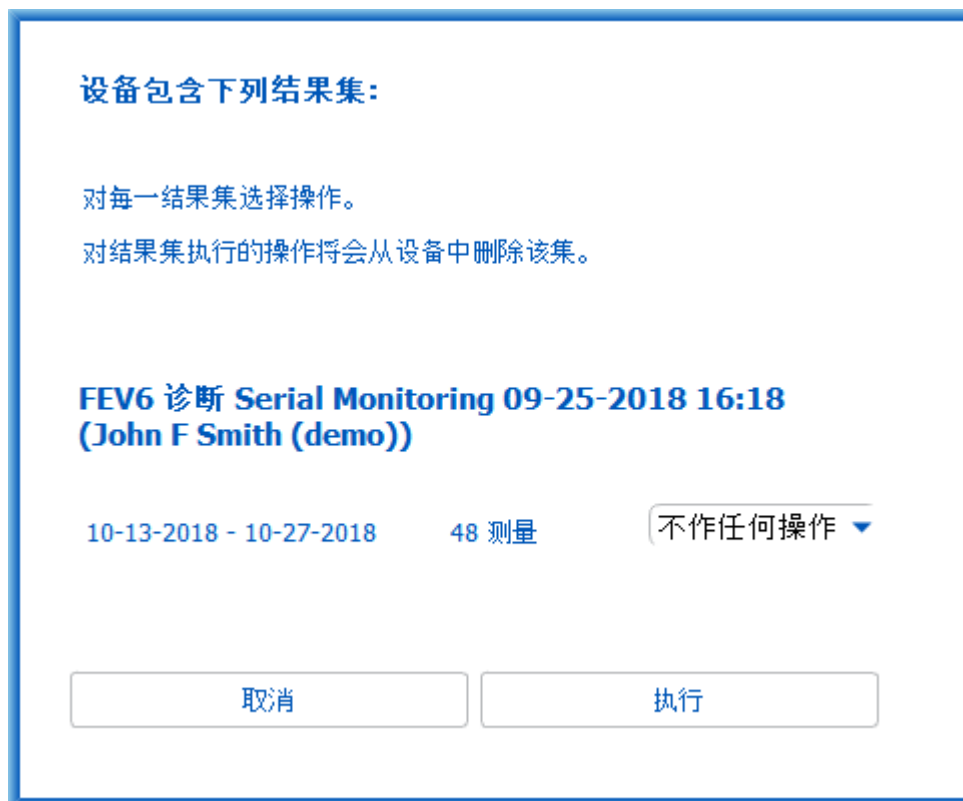 设备包含下列结果集:
对每一结果集选择操作。
对结果集执行的操作将会从设备中删除该集。
FEV6 诊断 Serial Monitoring 09-25-2018 16:18
(John F Smith (demo))
10-13-2018 - 10-27-2018 48 测量 不作任何操作
取消 执行